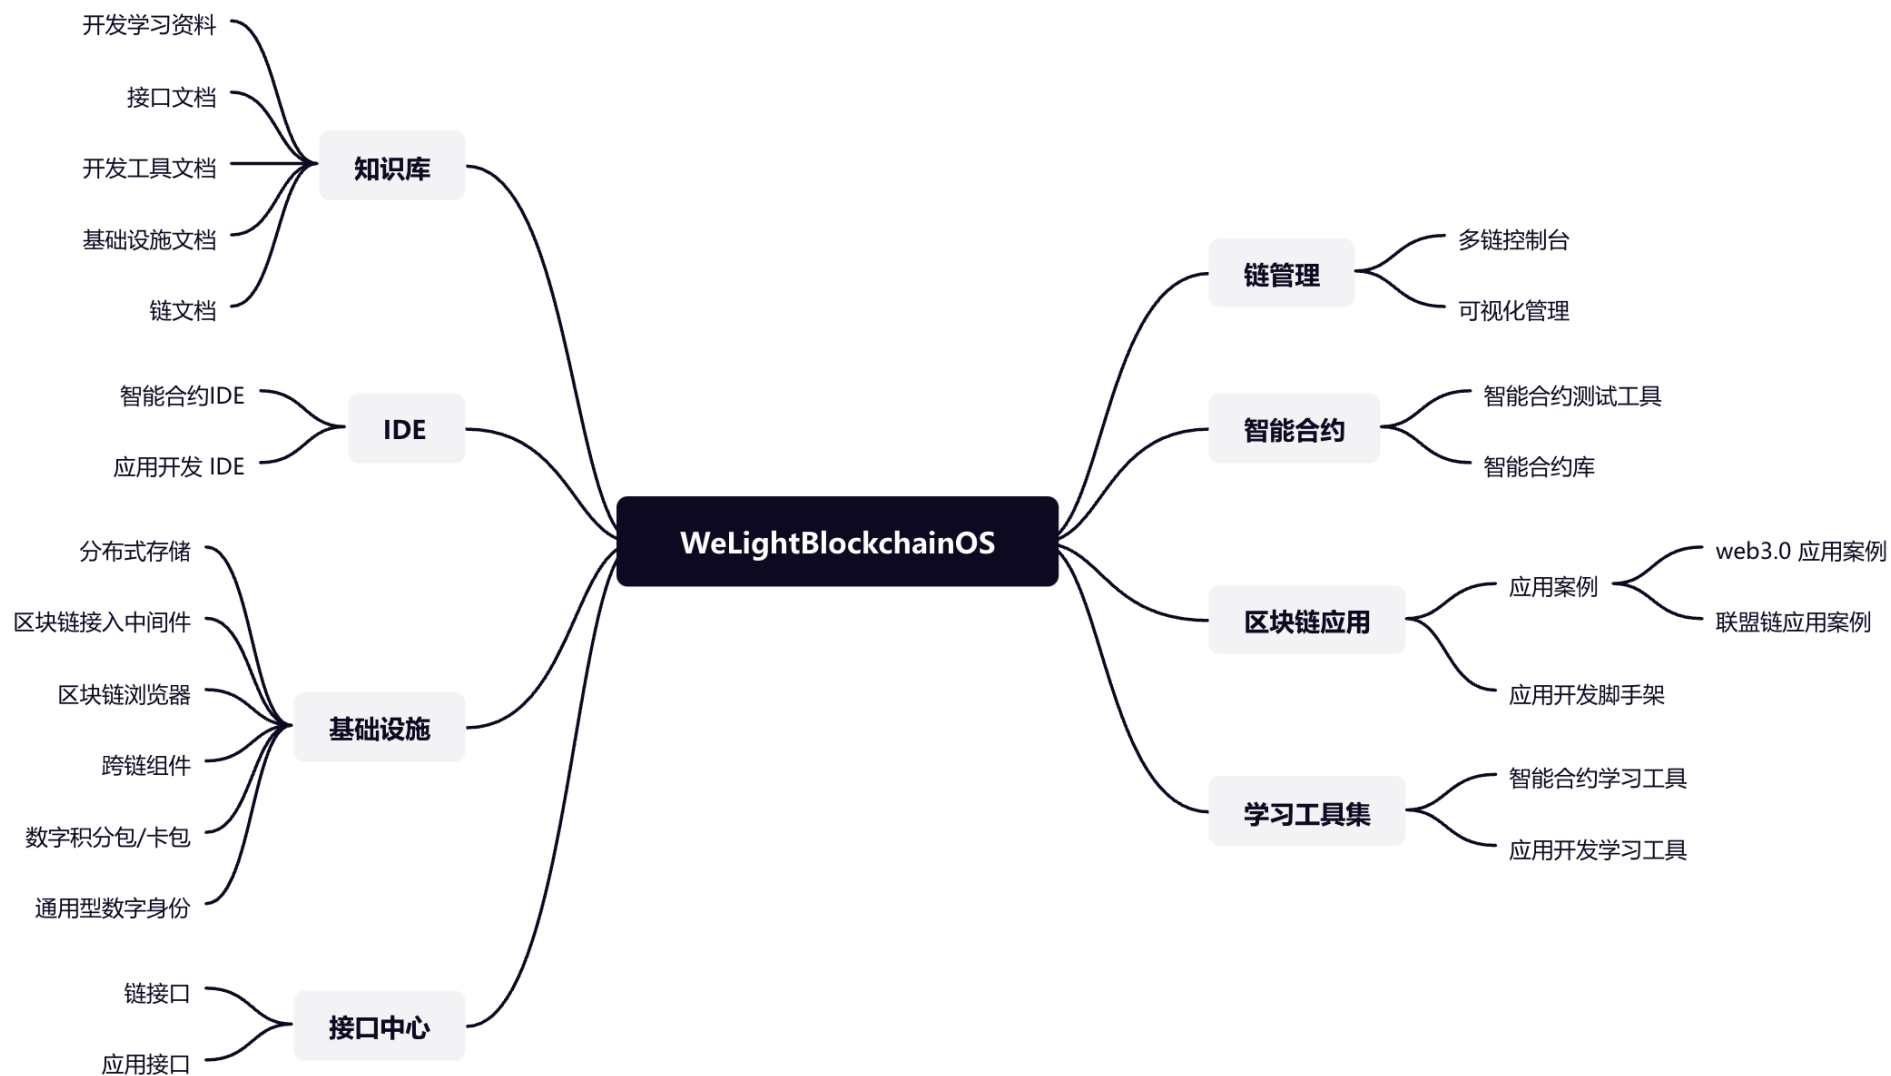 WeLightBlockchainOS
知识库
开发学习资料
接口文档
开发工具文档
基础设施文档
链文档
IDE
智能合约IDE
应用开发 IDE
基础设施
分布式存储
区块链接入中间件
区块链浏览器
跨链组件
数字积分包/卡包
通用型数字身份
接口中心
链接口
应用接口
链管理
多链控制台
可视化管理
智能合约
智能合约测试工具
智能合约库
区块链应用
应用案例
web3.0 应用案例
联盟链应用案例
应用开发脚手架
学习工具集
智能合约学习工具
应用开发学习工具